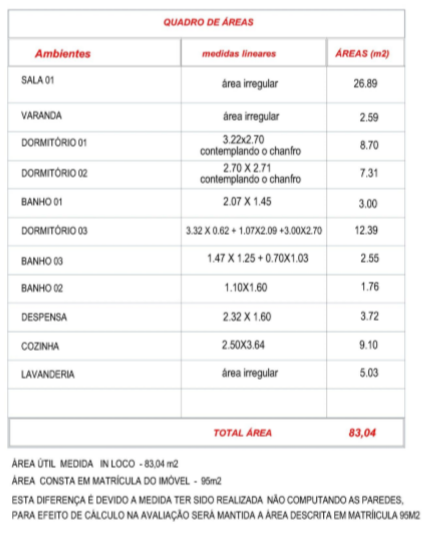 QUADRO DE ÁREAS
Ambientes medidas lineares ÁREAS (m2)
SALA 01 área irregular 26.89
VARANDA área irregular 2.59
DORMITÓRIO 01 3.22x2.70 contemplando o chanfro 8.70
DORMITÓRIO 02 2.70 X 2.71 contemplando o chanfro 7.31
BANHO 01 2.07 X 1.45 3.00
DORMITÓRIO 03 3.32 X 0.62 + 1.07X2.09 +3.00X2.70 12.39
BANHO 03 1.47 X 1.25 + 0.70X1.03 2.55
BANHO 02 1.10X1.60 1.76
DESPENSA 2.32 X 1.60 3.72
COZINHA 2.50X3.64 9.10
LAVANDERIA área irregular 5.03
TOTAL ÁREA 83,04
ÁREA ÚTIL MEDIDA IN LOCO - 83,04 m2
ÁREA CONSTA EM MATRÍCULA DO IMÓVEL - 95m2
ESTA DIFERENÇA É DEVIDO A MEDIDA TER SIDO REALIZADA NÃO COMPUTANDO AS PAREDES,
PARA EFEITO DE CÁLCULO NA AVALIAÇÃO SERÁ MANTIDA A ÁREA DESCRITA EM MATRÍICULA 95M2